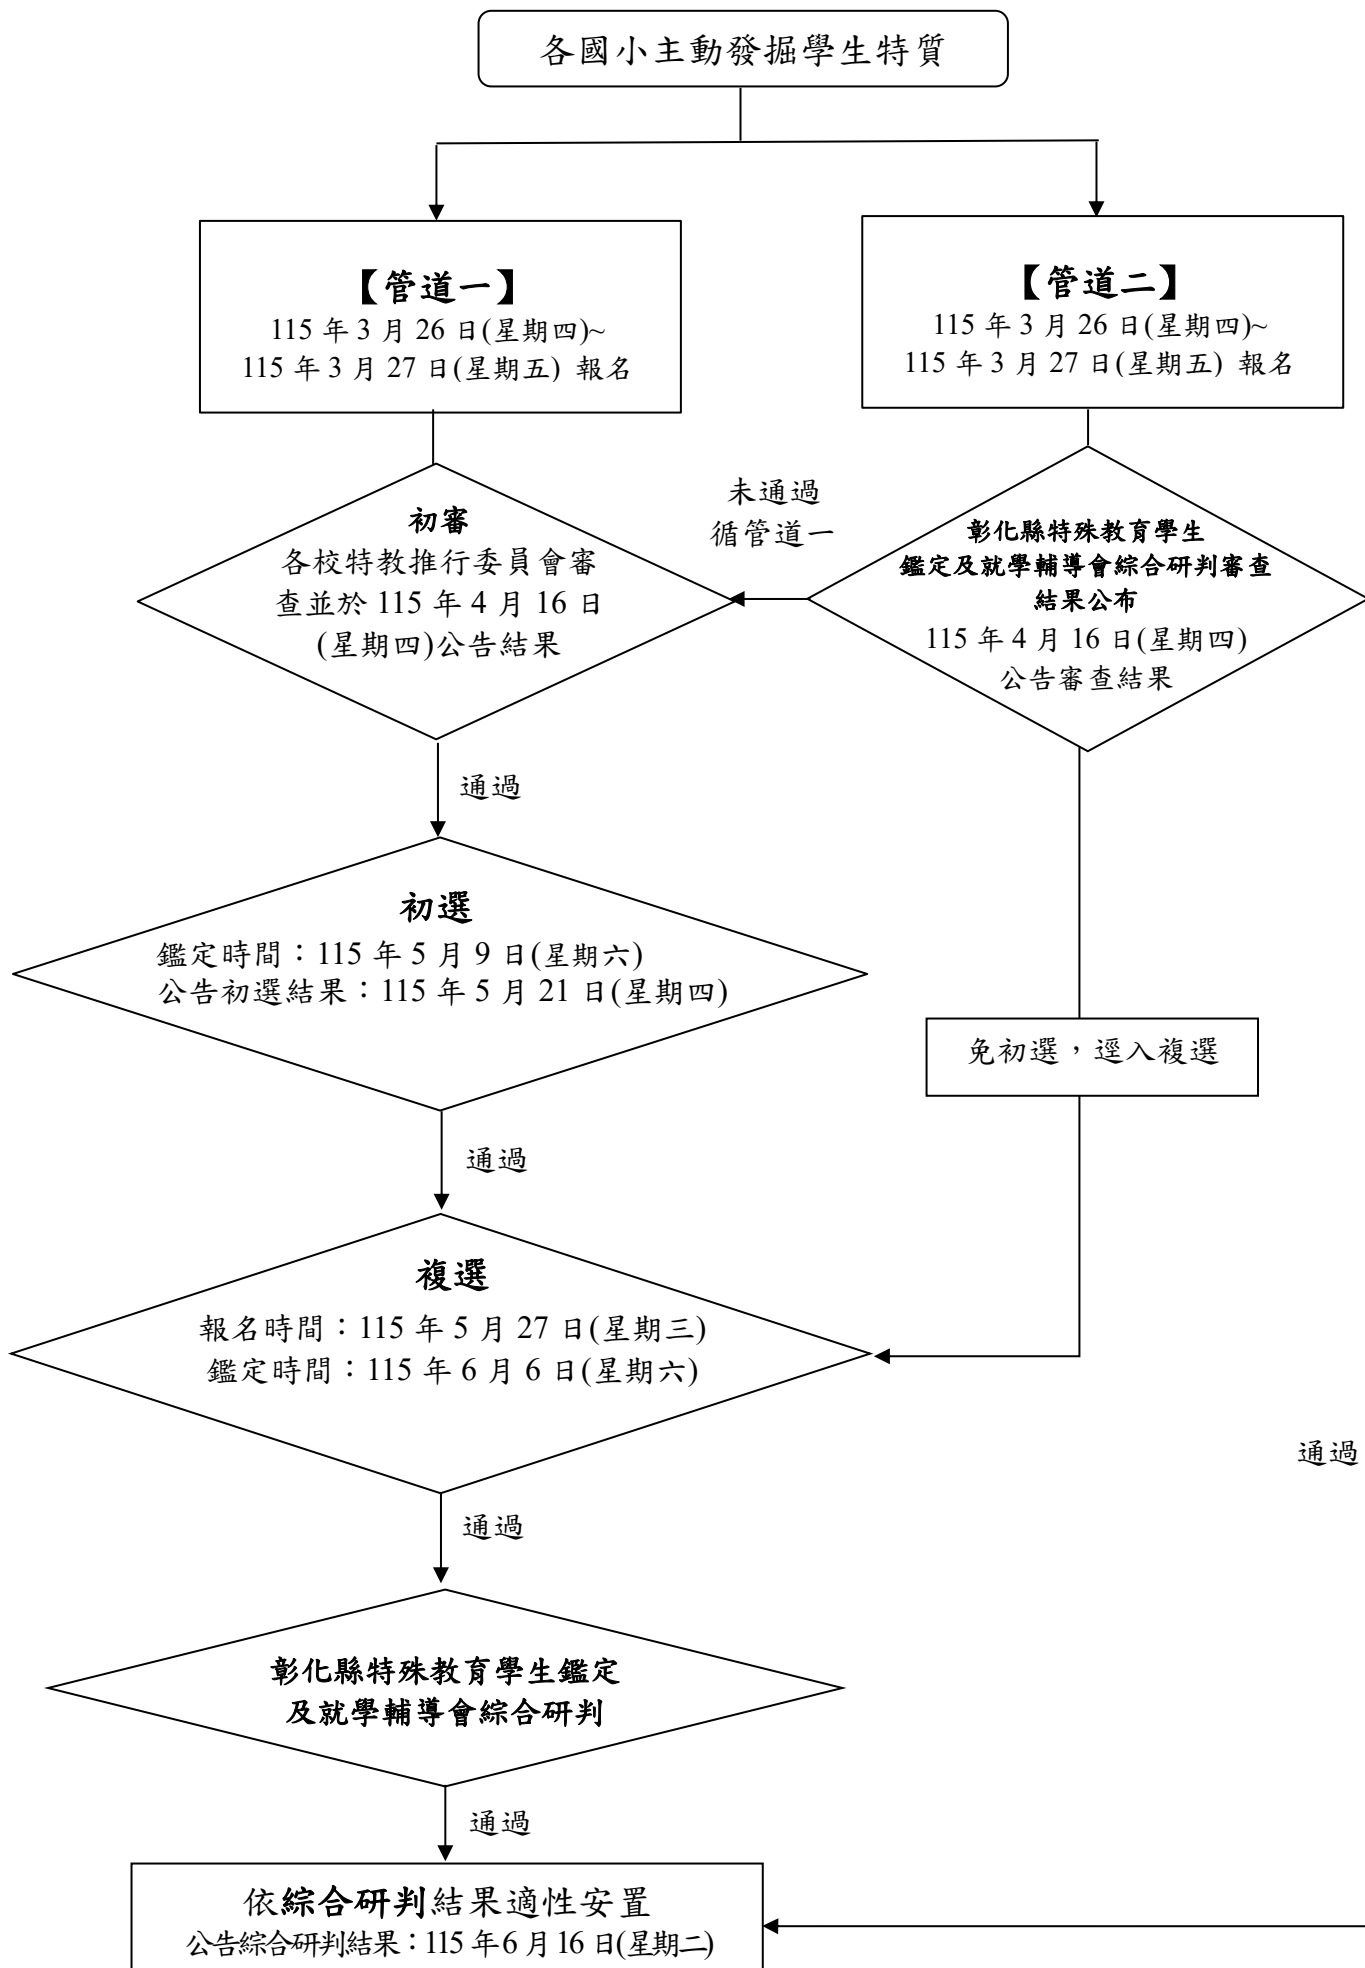 各國小主動發掘學生特質
【管道一】
115 年 3 月 26 日(星期四)~
115 年 3 月 27 日(星期五) 報名
【管道二】
115 年 3 月 26 日(星期四)~
115 年 3 月 27 日(星期五) 報名
未通過
循管道一
初審
各校特教推行委員會審
查並於 115 年 4 月 16 日
(星期四)公告結果
彰化縣特殊教育學生
鑑定及就學輔導會綜合研判審查
結果公布
115 年 4 月 16 日(星期四)
公告審查結果
通過
初選
鑑定時間：115 年 5 月 9 日(星期六)
公告初選結果：115 年 5 月 21 日(星期四)
免初選，逕入複選
通過
複選
報名時間：115 年 5 月 27 日(星期三)
鑑定時間：115 年 6 月 6 日(星期六)
通過
通過
彰化縣特殊教育學生鑑定
及就學輔導會綜合研判
通過
依綜合研判結果適性安置
公告綜合研判結果：115 年 6 月 16 日(星期二)